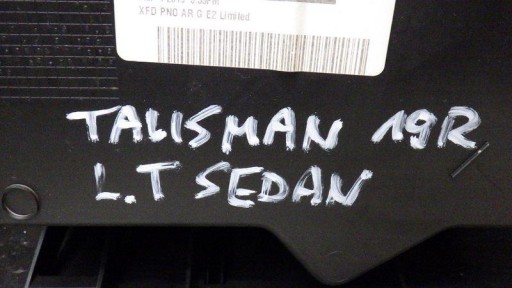 XFD PND AR G E2 Limited
TALISMAN 19R
L.T SEDAN